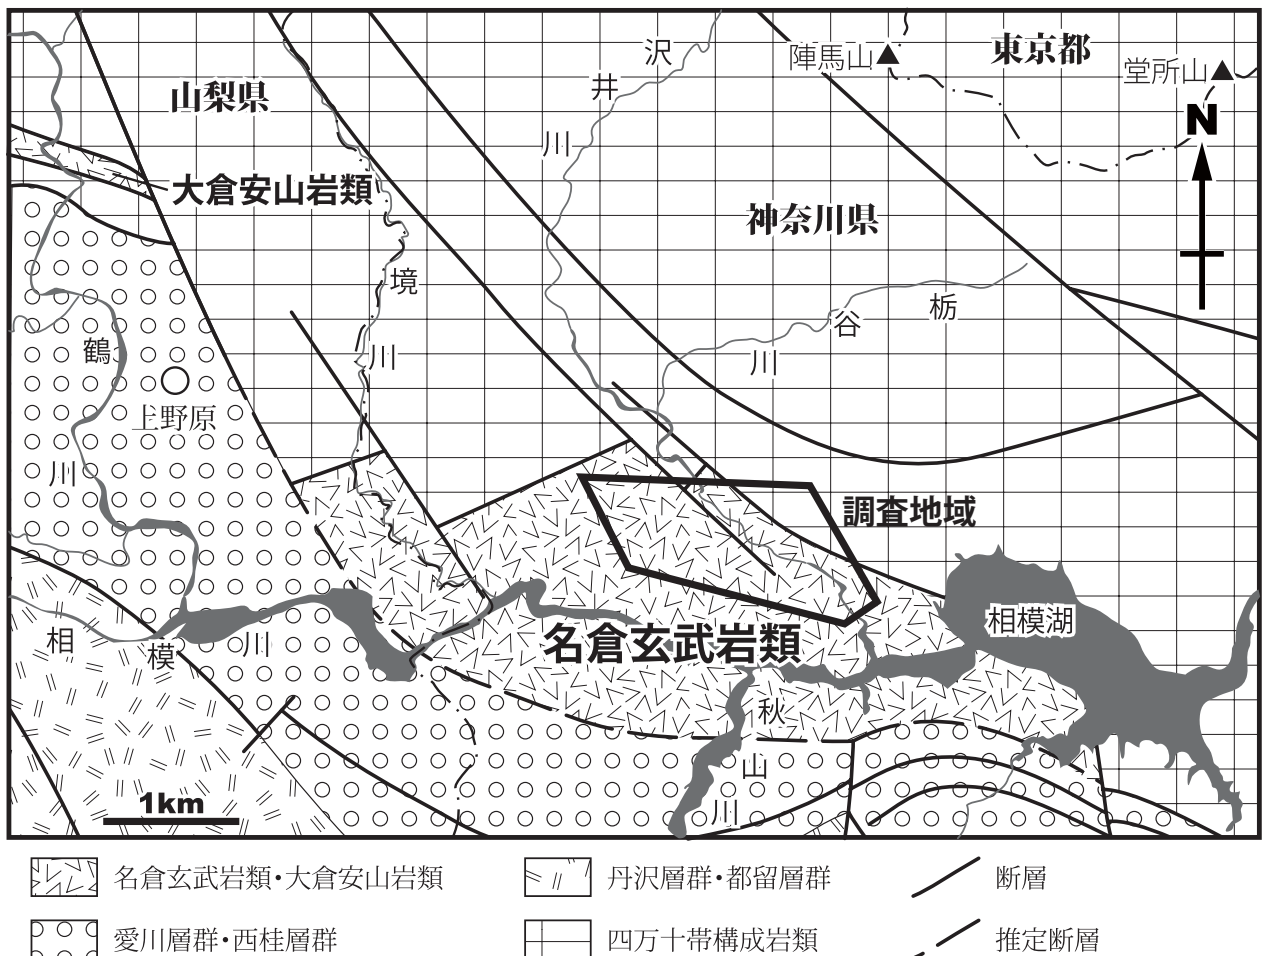 沢
東京都
陣馬山
堂所山
井
山梨県
N
川
大倉安山岩類
神奈川県
境
栃
谷
鶴
川
川
上野原
川
調査地域
相模湖
相
模
川
名倉玄武岩類
秋
山
川
1km
名倉玄武岩類・大倉安山岩類
丹沢層群・都留層群
断層
愛川層群・西桂層群
四万十帯構成岩類
推定断層